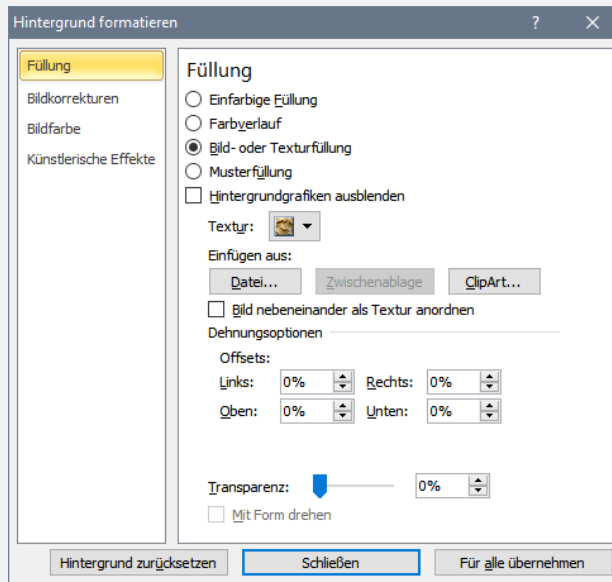 Hintergrund formatieren ? ×
Füllung
Bildkorrekturen
Bildfarbe
Künstlerische Effekte
Füllung
Einfarbige Füllung
Farbverlauf
Bild- oder Texturfüllung
Musterfüllung
Hintergrundgrafiken ausblenden
Textur:
Einfügen aus:
Datei... Zwischenablage ClipArt...
Bild nebeneinander als Textur anordnen
Dehnungsoptionen
Offsets:
Links: 0% Rechts: 0%
Oben: 0% Unten: 0%
Transparenz: 0%
Mit Form drehen
Hintergrund zurücksetzen Schließen Für alle übernehmen